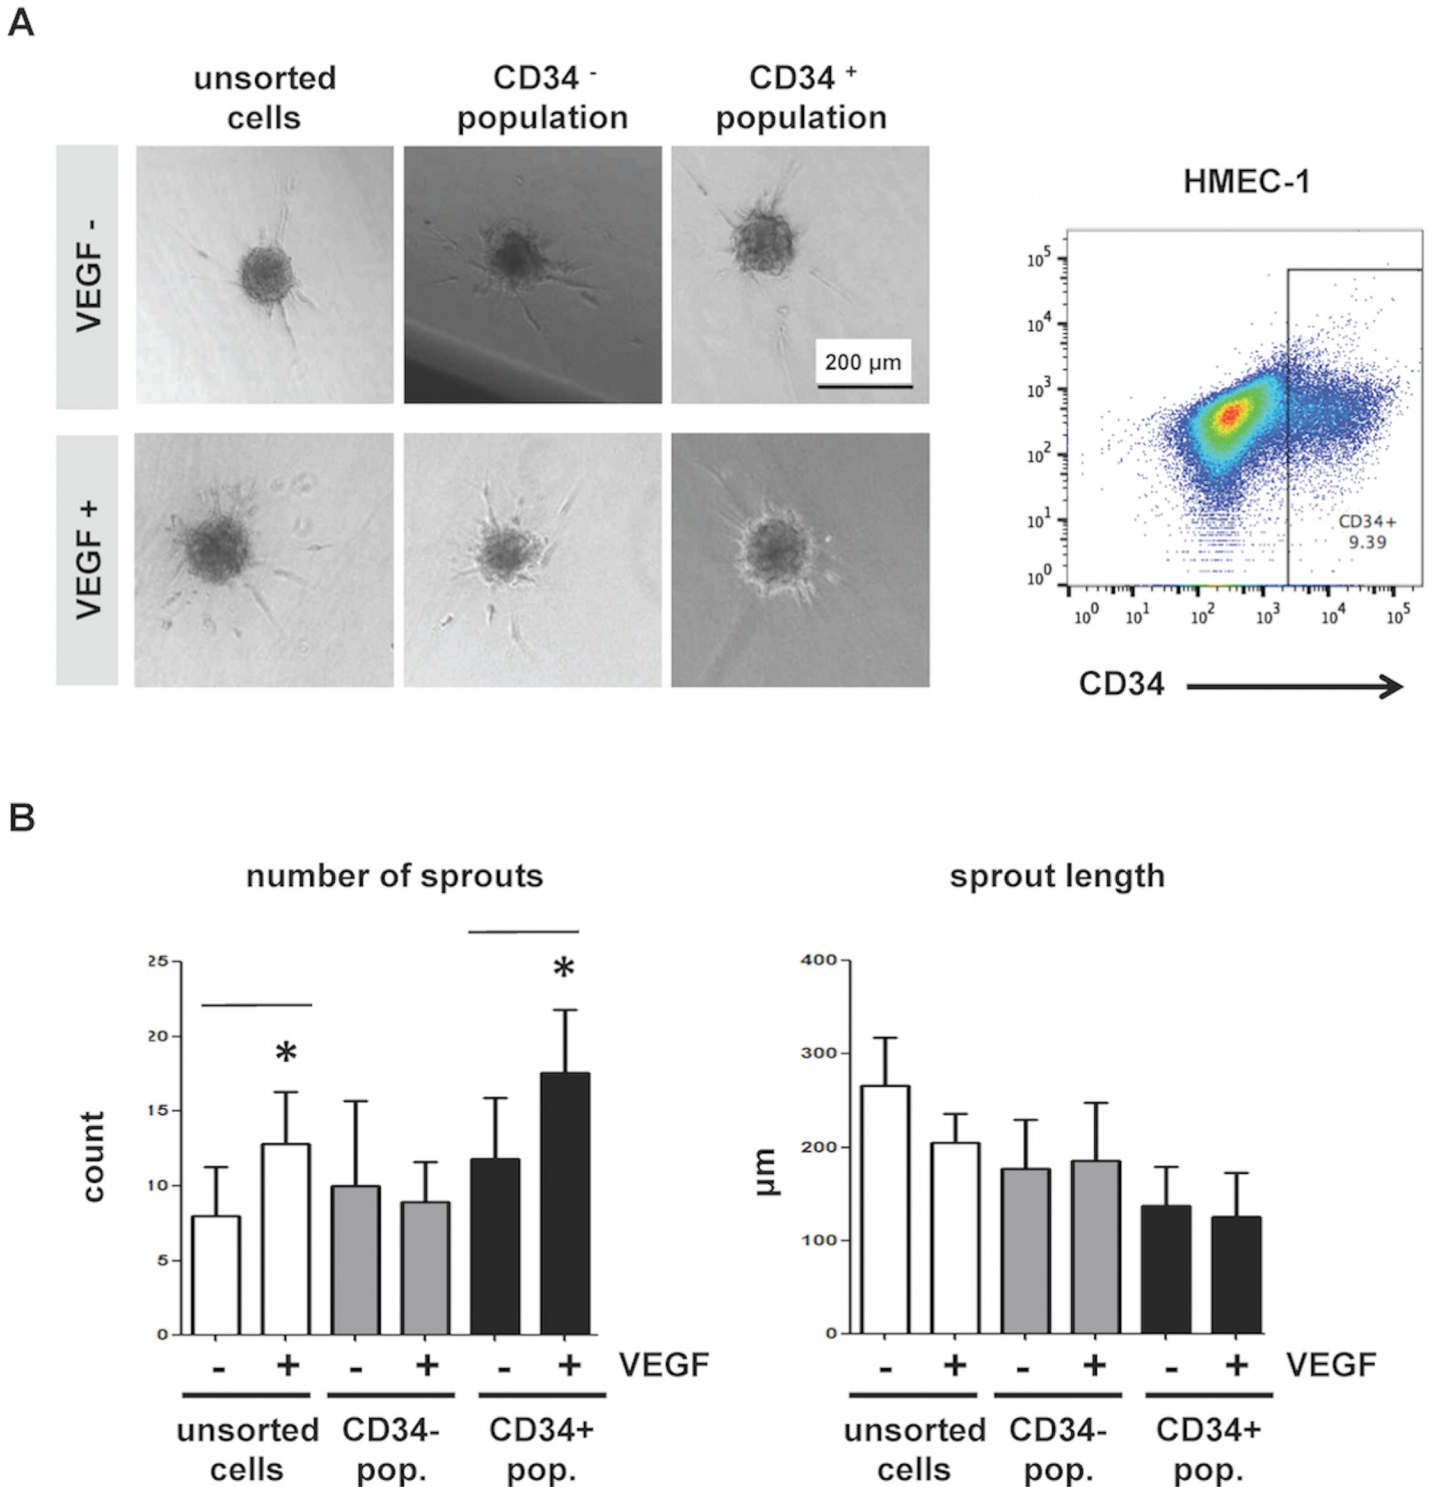 A
unsorted
cells
CD34 -
population
CD34 +
population
VEGF -
VEGF +
200 µm
HMEC-1
10^5
10^4
10^3
10^2
10^1
10^0
CD34+
9.39
10^0 10^1 10^2 10^3 10^4 10^5
CD34
B
number of sprouts
count
25
20
15
10
5
0
*
*
- + - + - + VEGF
unsorted
cells
CD34-
pop.
CD34+
pop.
sprout length
µm
400
300
200
100
0
- + - + - + VEGF
unsorted
cells
CD34-
pop.
CD34+
pop.